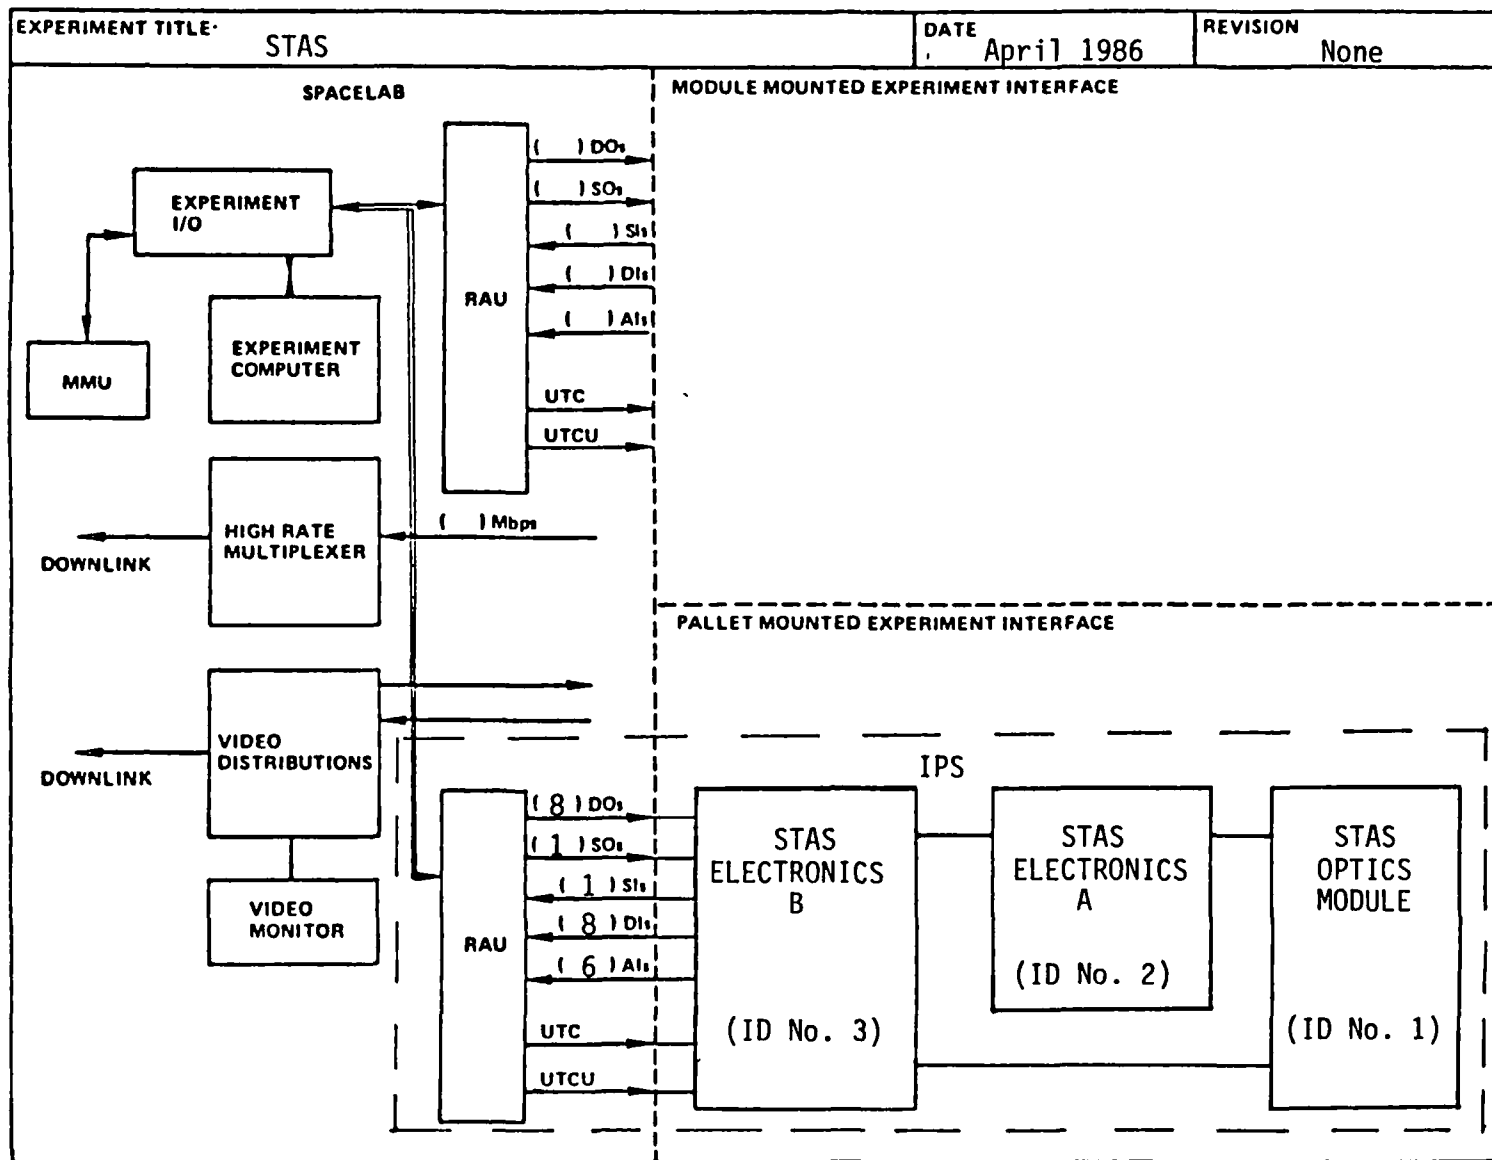 EXPERIMENT TITLE·
STAS
DATE
April 1986
REVISION
None
SPACELAB
MODULE MOUNTED EXPERIMENT INTERFACE
EXPERIMENT
I/O
MMU
EXPERIMENT
COMPUTER
RAU
( ) DOs
( ) SOs
( ) SIs
( ) DIs
( ) AIs
UTC
UTCU
HIGH RATE
MULTIPLEXER
( ) Mbps
DOWNLINK
PALLET MOUNTED EXPERIMENT INTERFACE
VIDEO
DISTRIBUTIONS
DOWNLINK
VIDEO
MONITOR
IPS
RAU
( 8 ) DOs
( 1 ) SOs
( 1 ) SIs
( 8 ) DIs
( 6 ) AIs
UTC
UTCU
STAS
ELECTRONICS
B
(ID No. 3)
STAS
ELECTRONICS
A
(ID No. 2)
STAS
OPTICS
MODULE
(ID No. 1)